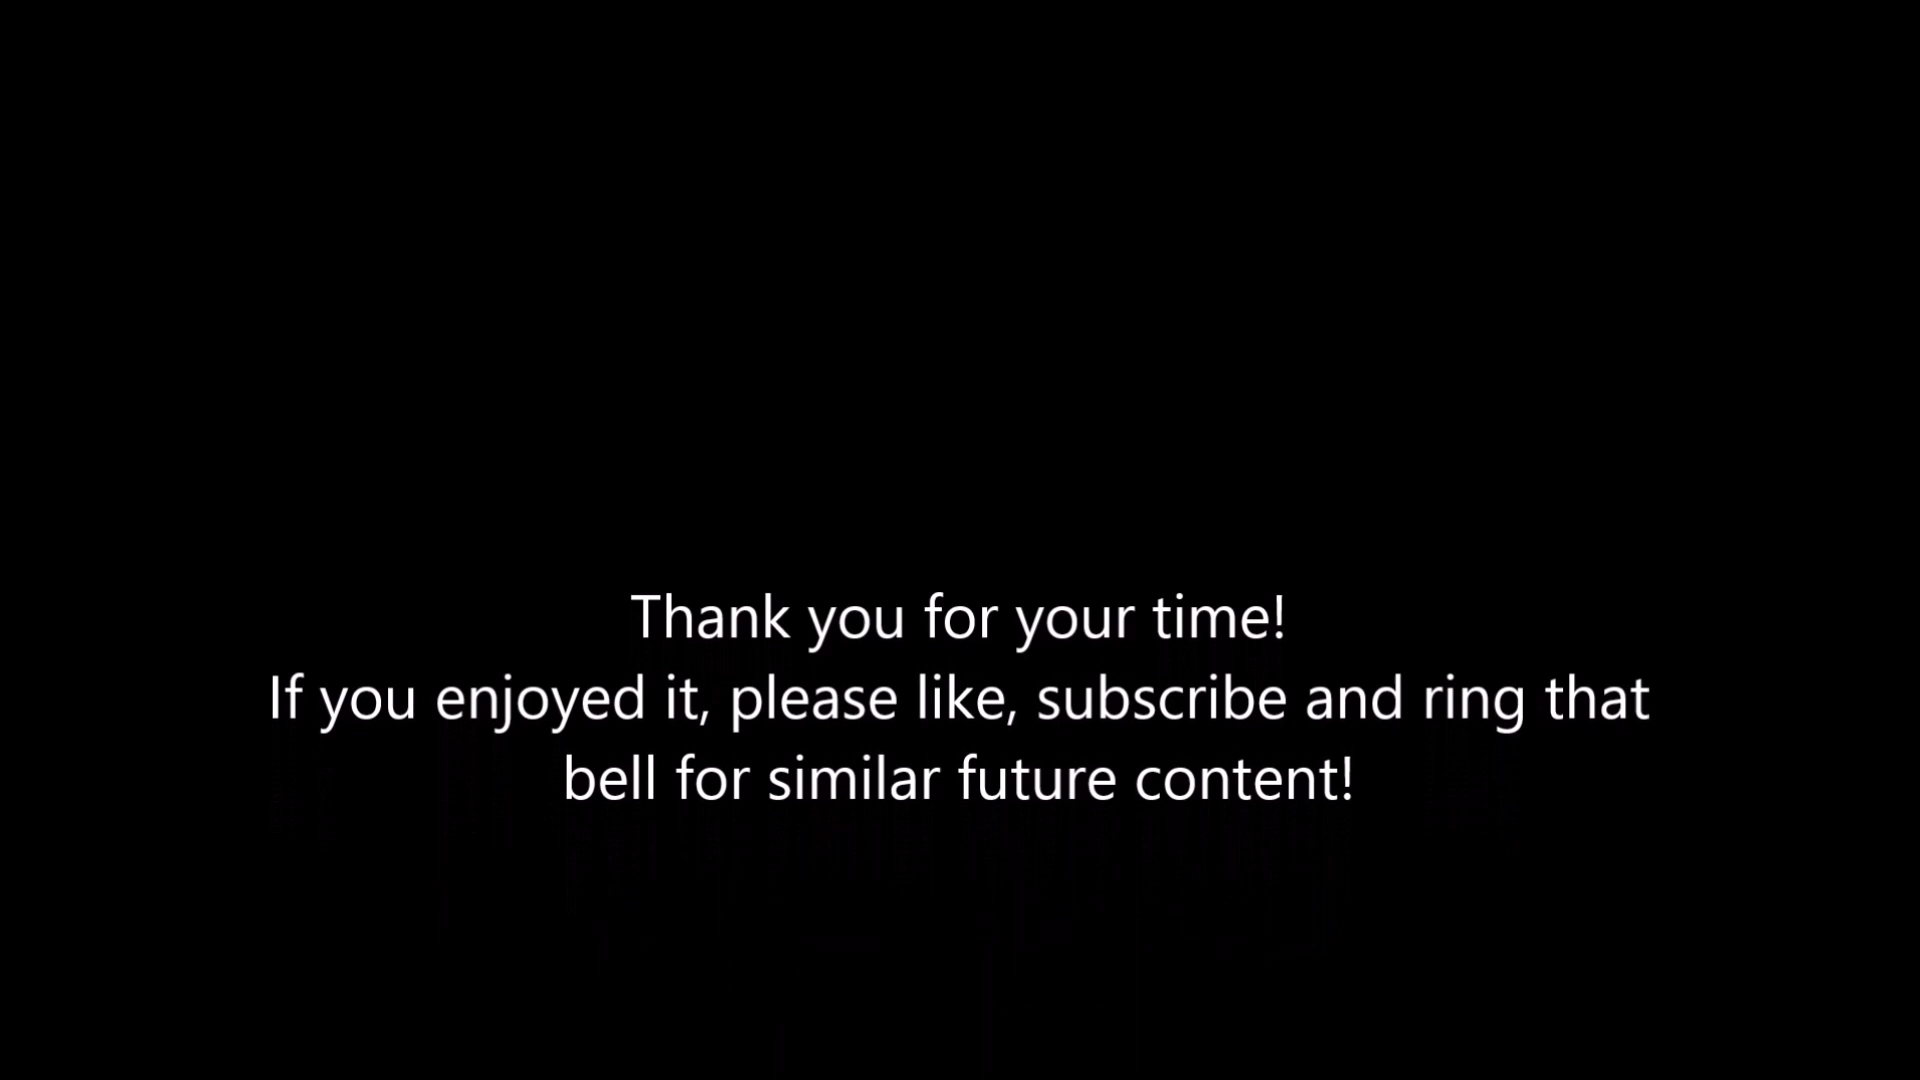 Thank you for your time!
If you enjoyed it, please like, subscribe and ring that
bell for similar future content!